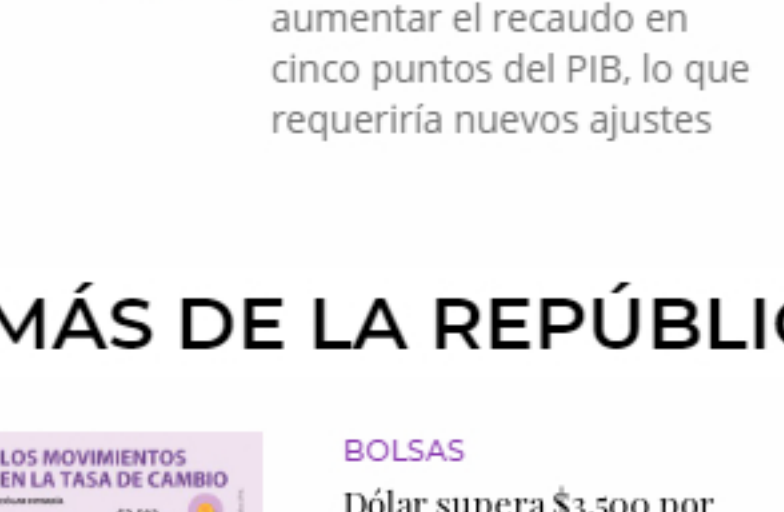 aumentar el recaudo en
cinco puntos del PIB, lo que
requeriría nuevos ajustes
MÁS DE LA REPÚBLI
LOS MOVIMIENTOS
EN LA TASA DE CAMBIO
BOLSAS
Dólar supera $3.500 por